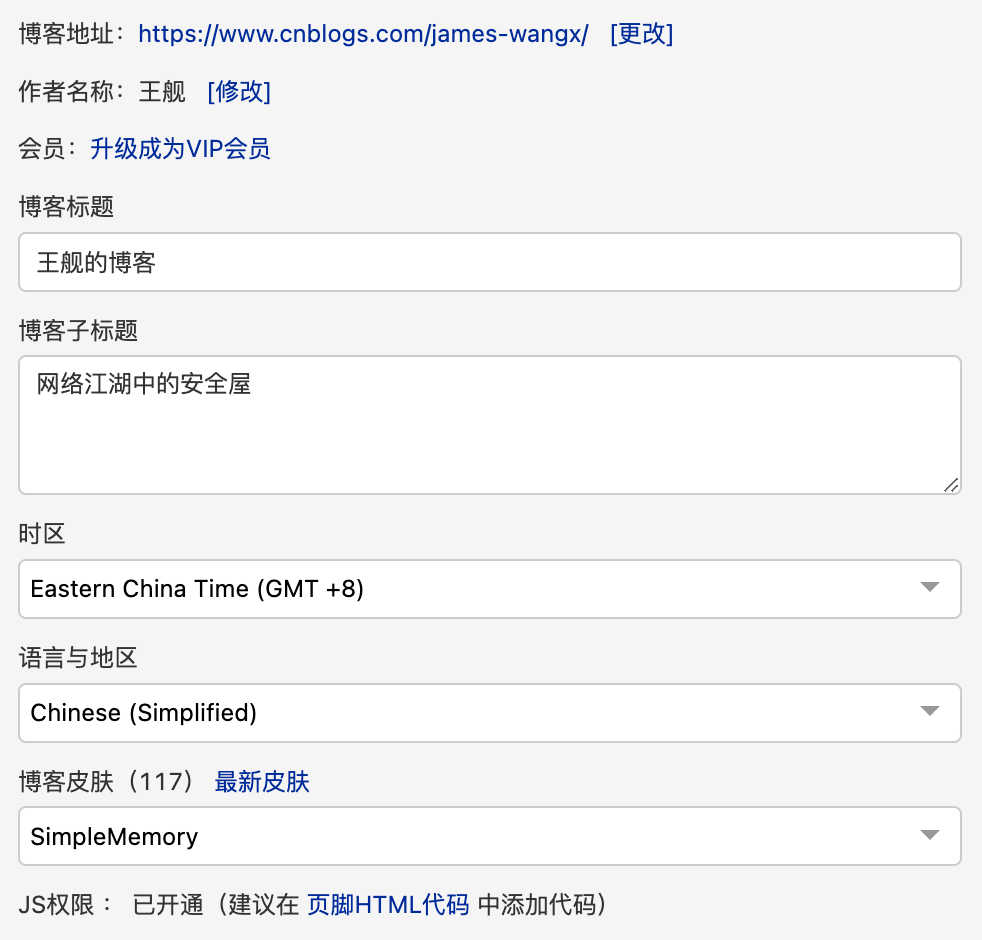 博客地址：https://www.cnblogs.com/james-wangx/ [更改]
作者名称：王舰 [修改]
会员：升级成为VIP会员
博客标题
王舰的博客
博客子标题
网络江湖中的安全屋
时区
Eastern China Time (GMT +8)
语言与地区
Chinese (Simplified)
博客皮肤（117） 最新皮肤
SimpleMemory
JS权限： 已开通（建议在 页脚HTML代码 中添加代码）